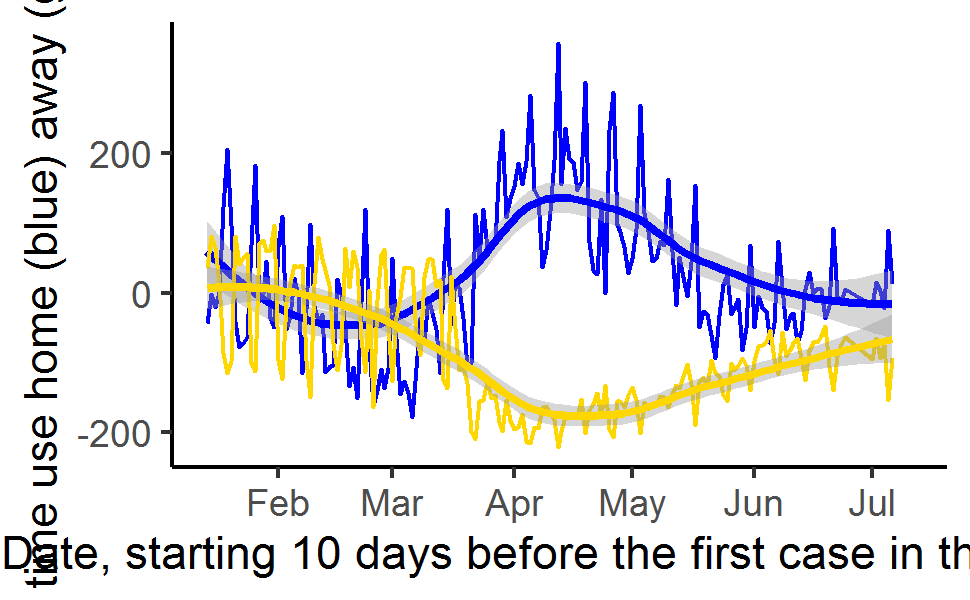 time use home (blue) away (
200
0
-200
Feb Mar Apr May Jun Jul
Date, starting 10 days before the first case in th